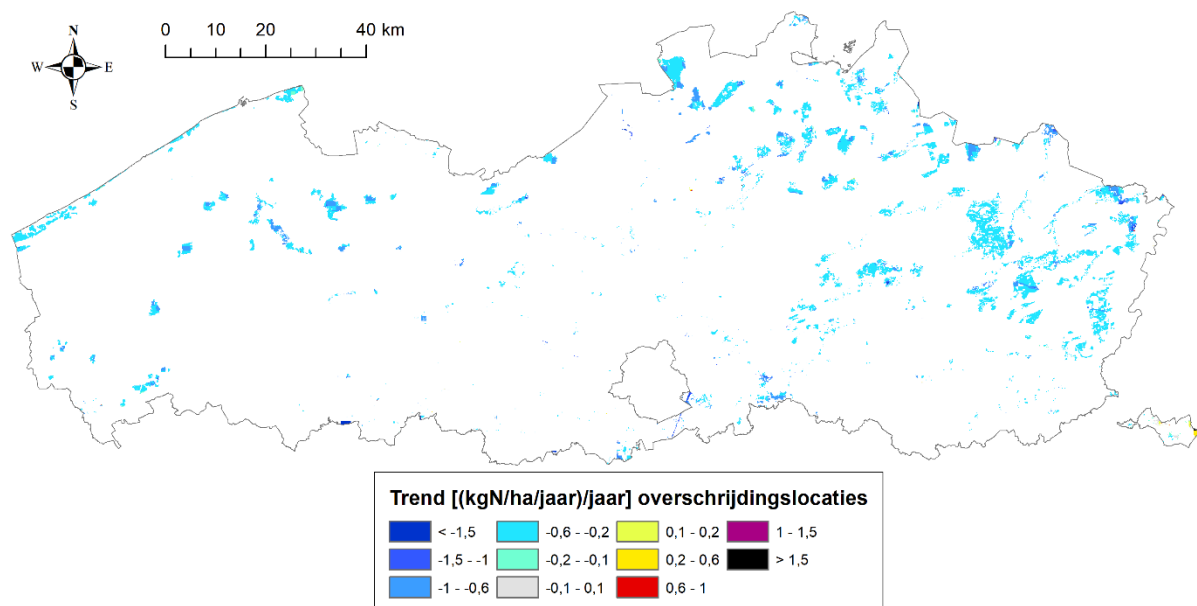 N
W E
S
0 10 20 40 km
Trend [(kgN/ha/jaar)/jaar] overschrijdingslocaties
< -1,5 -0,6 - -0,2 0,1 - 0,2 1 - 1,5
-1,5 - -1 -0,2 - -0,1 0,2 - 0,6 > 1,5
-1 - -0,6 -0,1 - 0,1 0,6 - 1